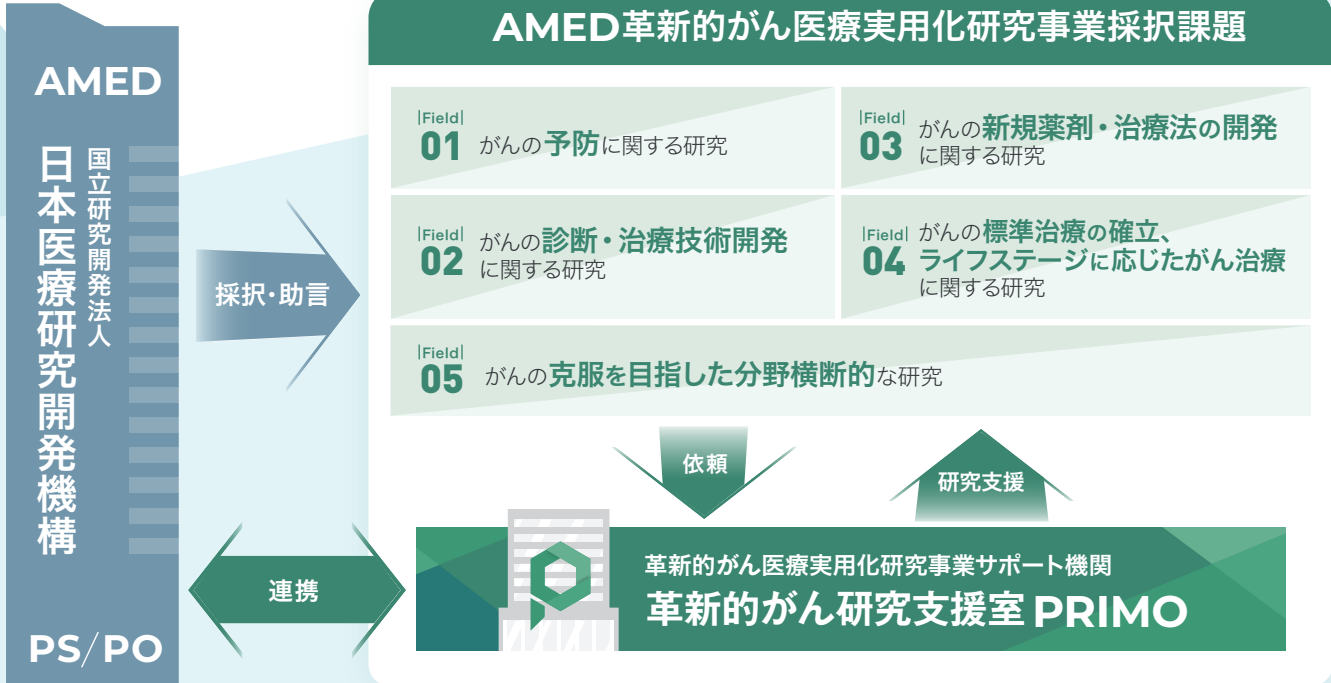 AMED
国立研究開発法人
日本医療研究開発機構
PS/PO
採択・助言
連携
AMED革新的がん医療実用化研究事業採択課題
|Field|
01
がんの予防に関する研究
|Field|
02
がんの診断・治療技術開発
に関する研究
|Field|
03
がんの新規薬剤・治療法の開発
に関する研究
|Field|
04
がんの標準治療の確立、
ライフステージに応じたがん治療
に関する研究
|Field|
05
がんの克服を目指した分野横断的な研究
依頼
研究支援
革新的がん医療実用化研究事業サポート機関
革新的がん研究支援室 PRIMO